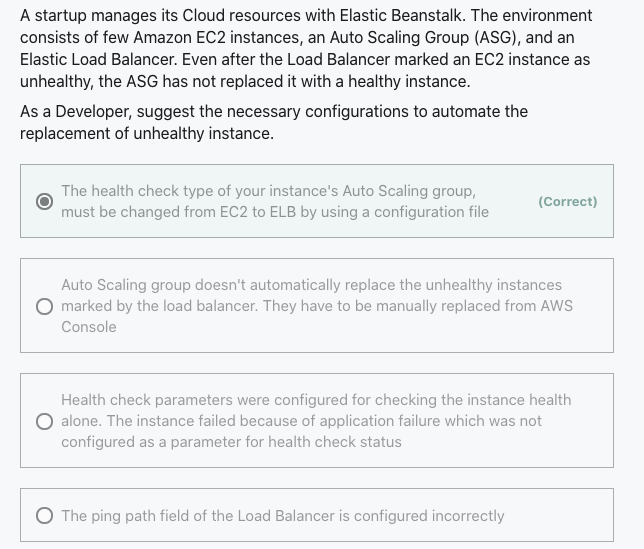 A startup manages its Cloud resources with Elastic Beanstalk. The environment
consists of few Amazon EC2 instances, an Auto Scaling Group (ASG), and an
Elastic Load Balancer. Even after the Load Balancer marked an EC2 instance as
unhealthy, the ASG has not replaced it with a healthy instance.
As a Developer, suggest the necessary configurations to automate the
replacement of unhealthy instance.
The health check type of your instance's Auto Scaling group,
must be changed from EC2 to ELB by using a configuration file
(Correct)
Auto Scaling group doesn't automatically replace the unhealthy instances
marked by the load balancer. They have to be manually replaced from AWS
Console
Health check parameters were configured for checking the instance health
alone. The instance failed because of application failure which was not
configured as a parameter for health check status
The ping path field of the Load Balancer is configured incorrectly